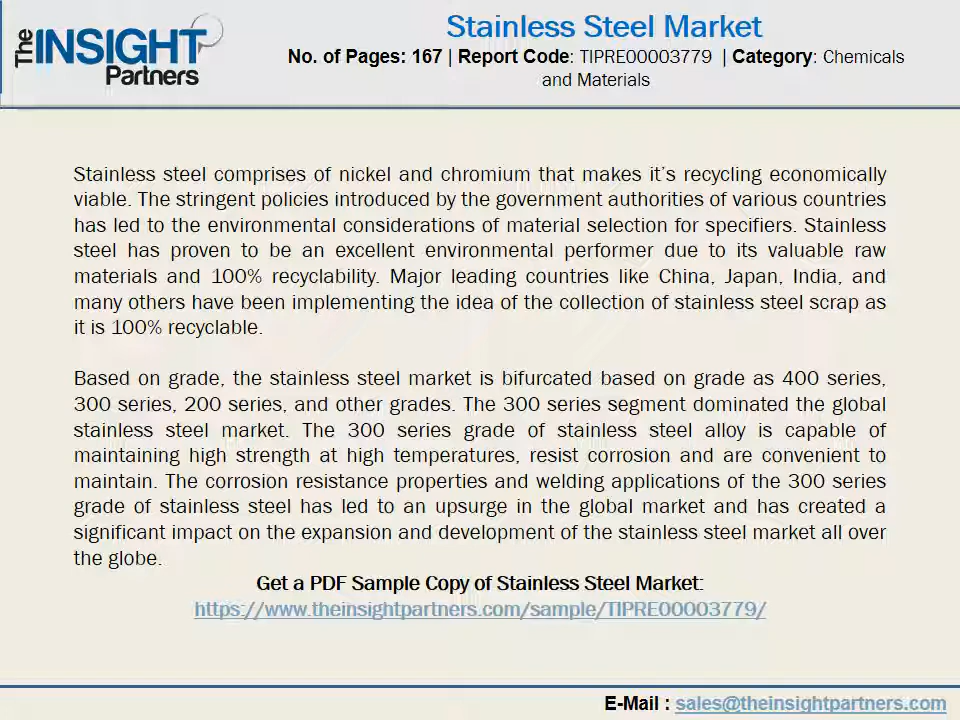 The
INSIGHT
Partners
Stainless Steel Market
No. of Pages: 167 | Report Code: TIPRE00003779 | Category: Chemicals
and Materials
Stainless steel comprises of nickel and chromium that makes it’s recycling economically
viable. The stringent policies introduced by the government authorities of various countries
has led to the environmental considerations of material selection for specifiers. Stainless
steel has proven to be an excellent environmental performer due to its valuable raw
materials and 100% recyclability. Major leading countries like China, Japan, India, and
many others have been implementing the idea of the collection of stainless steel scrap as
it is 100% recyclable.
Based on grade, the stainless steel market is bifurcated based on grade as 400 series,
300 series, 200 series, and other grades. The 300 series segment dominated the global
stainless steel market. The 300 series grade of stainless steel alloy is capable of
maintaining high strength at high temperatures, resist corrosion and are convenient to
maintain. The corrosion resistance properties and welding applications of the 300 series
grade of stainless steel has led to an upsurge in the global market and has created a
significant impact on the expansion and development of the stainless steel market all over
the globe.
Get a PDF Sample Copy of Stainless Steel Market:
https://www.theinsightpartners.com/sample/TIPRE00003779/
E-Mail : sales@theinsightpartners.com